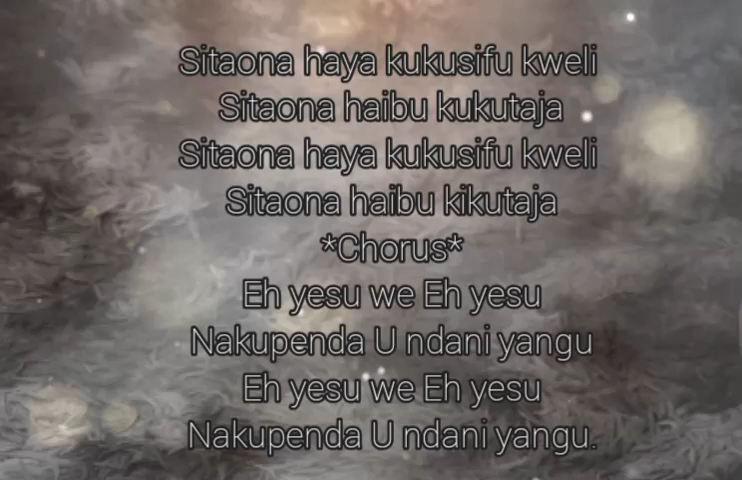 Sitaona haya kukusifu kweli
Sitaona haibu kukutaja
Sitaona haya kukusifu kweli
Sitaona haibu kikutaja
*Chorus*
Eh yesu we Eh yesu
Nakupenda U ndani yangu
Eh yesu we Eh yesu
Nakupenda U ndani yangu.